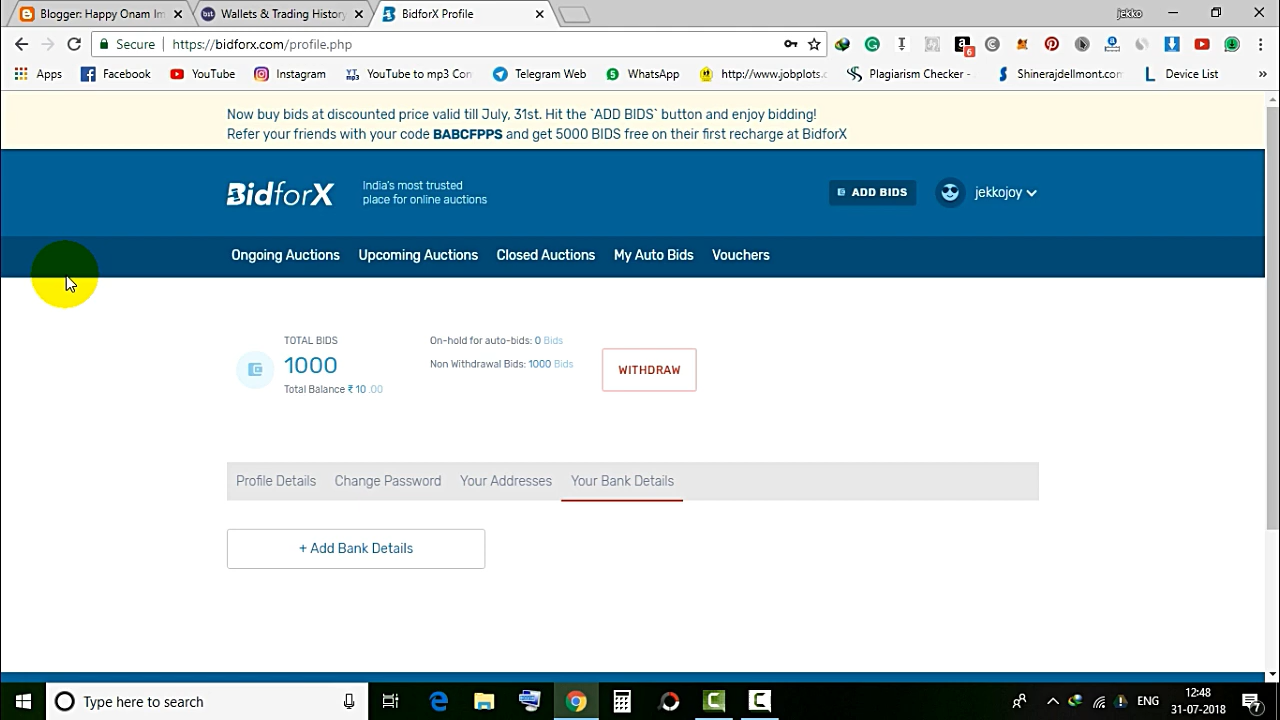 Blogger: Happy Onam Im
Wallets & Trading History
BidforX Profile
jekko
Secure
https://bidforx.com/profile.php
6
Apps
Facebook
YouTube
Instagram
YouTube to mp3 Con
Telegram Web
WhatsApp
http://www.jobplots.c
Plagiarism Checker -
Shinerajdellmont.com
Device List
»
Now buy bids at discounted price valid till July, 31st. Hit the `ADD BIDS` button and enjoy bidding!
Refer your friends with your code BABCFPPS and get 5000 BIDS free on their first recharge at BidforX
BidforX
India's most trusted
place for online auctions
ADD BIDS
jekkojoy
Ongoing Auctions Upcoming Auctions Closed Auctions My Auto Bids Vouchers
TOTAL BIDS
1000
Total Balance ₹ 10 .00
On-hold for auto-bids: 0 Bids
Non Withdrawal Bids: 1000 Bids
WITHDRAW
Profile Details Change Password Your Addresses Your Bank Details
+ Add Bank Details
Type here to search
ENG
12:48
31-07-2018
7